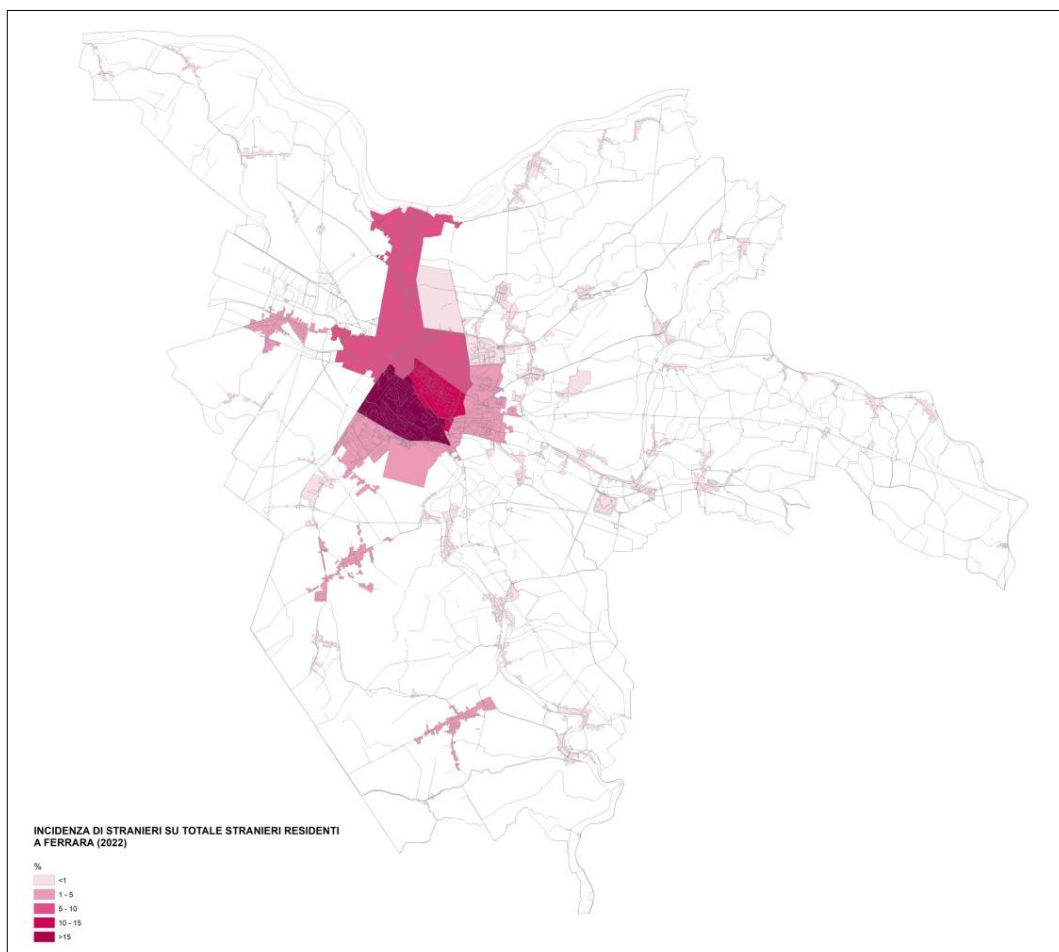 INCIDENZA DI STRANIERI SU TOTALE STRANIERI RESIDENTI
A FERRARA (2022)
%
<1
1 - 5
5 - 10
10 - 15
>15